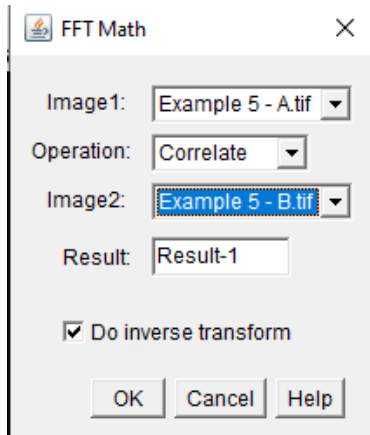 FFT Math
Image1: Example 5 - A.tif
Operation: Correlate
Image2: Example 5 - B.tif
Result: Result-1
Do inverse transform
OK Cancel Help